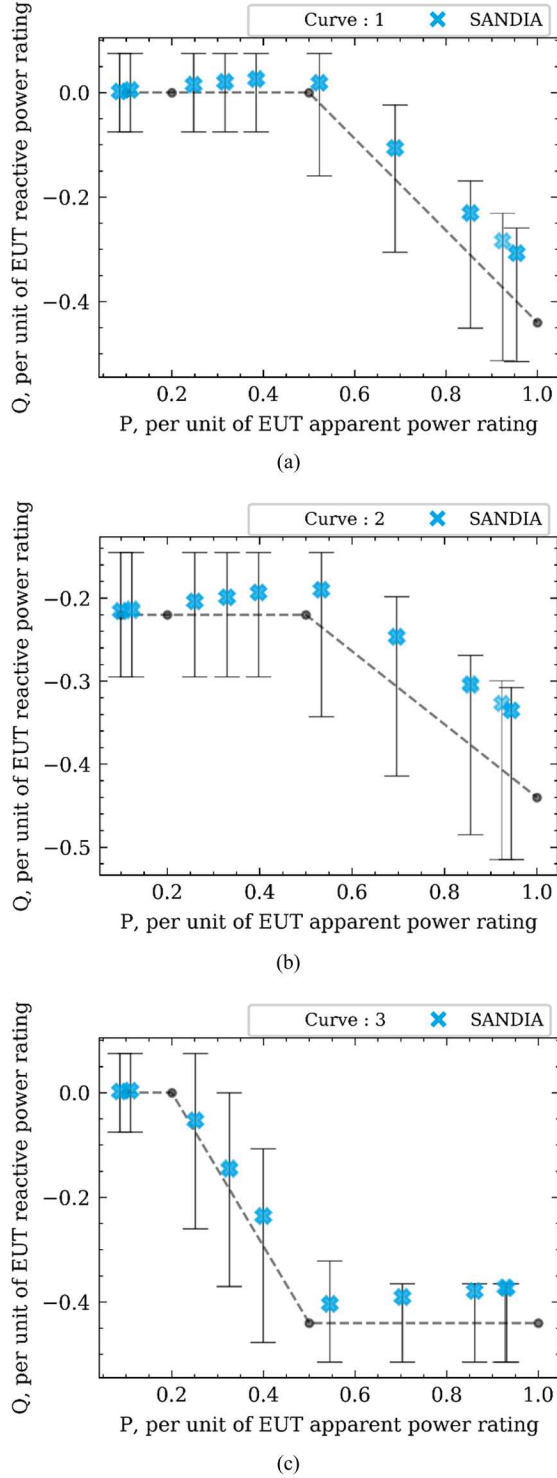 Curve : 1 SANDIA
0.0
−0.2
−0.4
Q, per unit of EUT reactive power rating
0.2 0.4 0.6 0.8 1.0
P, per unit of EUT apparent power rating
(a)
Curve : 2 SANDIA
−0.2
−0.3
−0.4
−0.5
Q, per unit of EUT reactive power rating
0.2 0.4 0.6 0.8 1.0
P, per unit of EUT apparent power rating
(b)
Curve : 3 SANDIA
0.0
−0.2
−0.4
Q, per unit of EUT reactive power rating
0.2 0.4 0.6 0.8 1.0
P, per unit of EUT apparent power rating
(c)